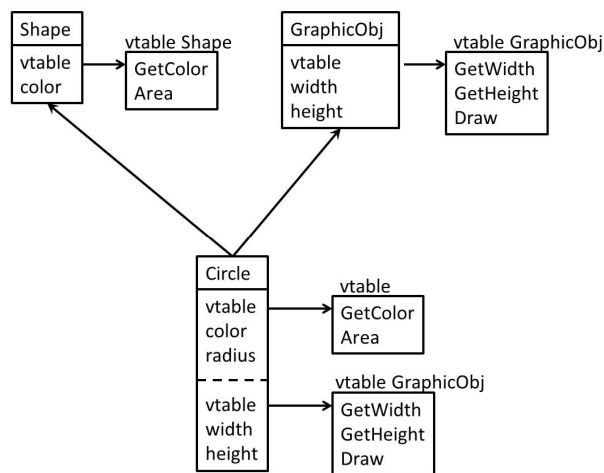 Shape
vtable
color
vtable Shape
GetColor
Area
GraphicObj
vtable
width
height
vtable GraphicObj
GetWidth
GetHeight
Draw
Circle
vtable
color
radius
vtable
width
height
vtable
GetColor
Area
vtable GraphicObj
GetWidth
GetHeight
Draw